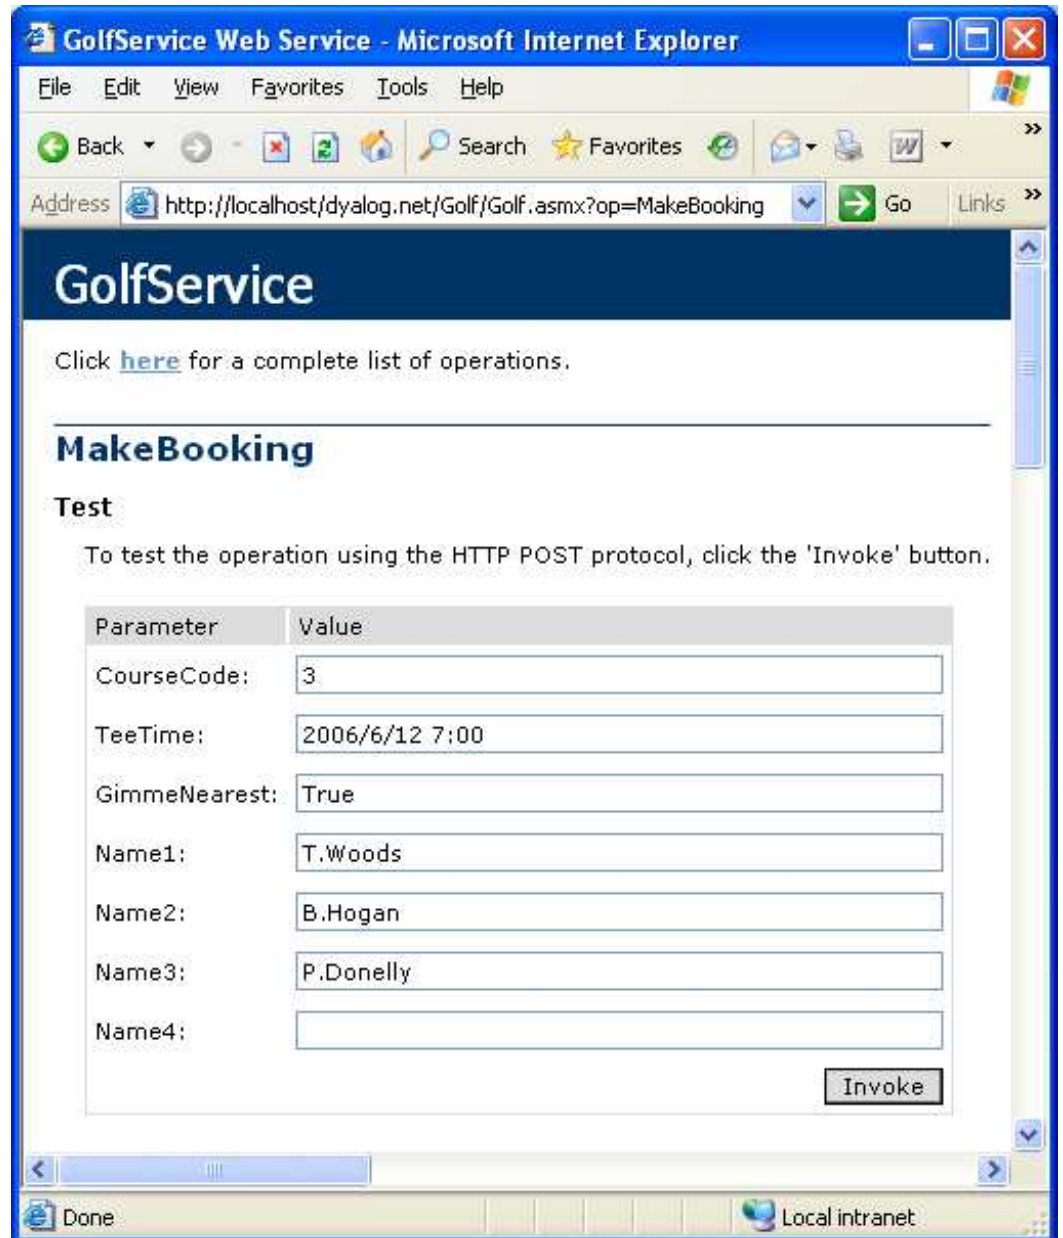 GolfService Web Service - Microsoft Internet Explorer
File Edit View Favorites Tools Help
Back Search Favorites »
Address http://localhost/dyalog.net/Golf/Golf.asmx?op=MakeBooking Go Links »
GolfService
Click here for a complete list of operations.
MakeBooking
Test
To test the operation using the HTTP POST protocol, click the 'Invoke' button.
Parameter Value
CourseCode: 3
TeeTime: 2006/6/12 7:00
GimmeNearest: True
Name1: T.Woods
Name2: B.Hogan
Name3: P.Donelly
Name4:
Invoke
Done Local intranet